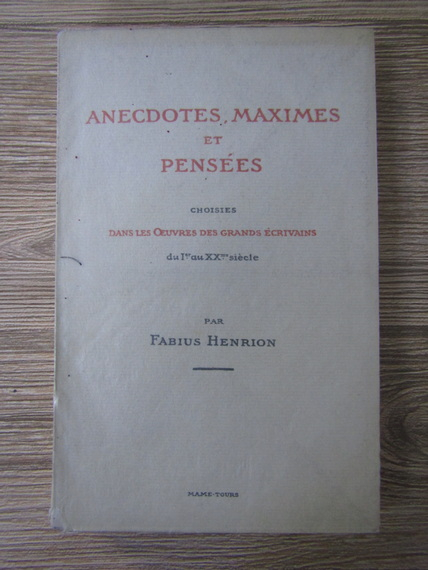 ANECDOTES, MAXIMES
ET
PENSÉES
CHOISIES
DANS LES ŒUVRES DES GRANDS ÉCRIVAINS
du Ier au XXme siècle
PAR
FABIUS HENRION
MAME-TOURS